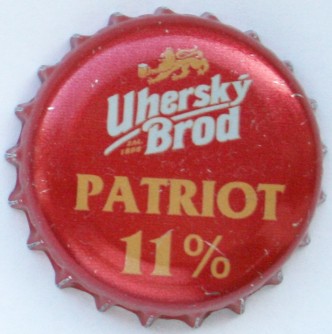 Uherský
Brod
PATRIOT
11%